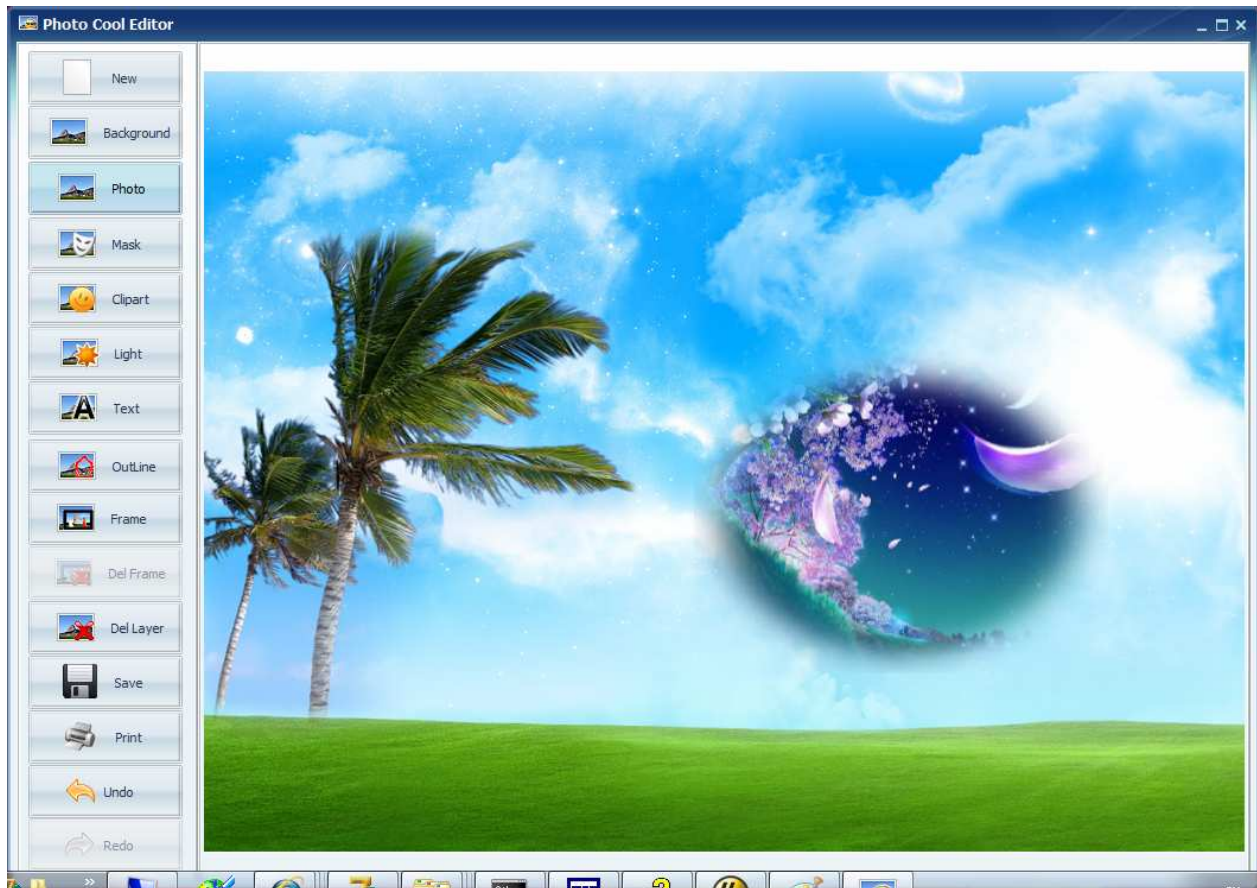 Photo Cool Editor
New
Background
Photo
Mask
Clipart
Light
Text
OutLine
Frame
Del Frame
Del Layer
Save
Print
Undo
Redo